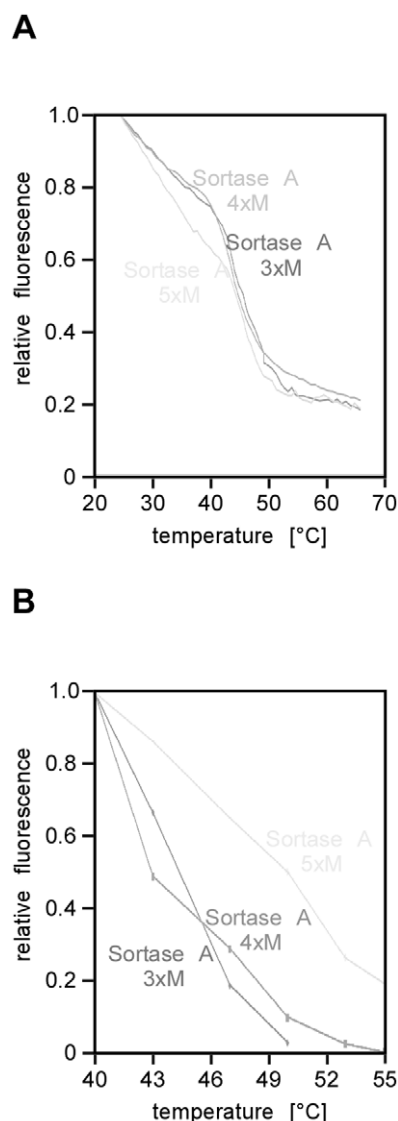 A
1.0
0.8
0.6
0.4
0.2
0
relative fluorescence
Sortase A
4xM
Sortase A
3xM
Sortase A
5xM
20 30 40 50 60 70
temperature [°C]
B
1.0
0.8
0.6
0.4
0.2
0
relative fluorescence
Sortase A
5xM
Sortase A
4xM
Sortase A
3xM
40 43 46 49 52 55
temperature [°C]